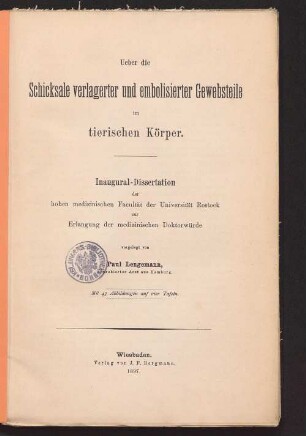 Ueber die
Schicksale verlagerter und embolisierter Gewebsteile
im
tierischen Körper.
Inaugural-Dissertation
der
hohen medizinischen Facultät der Universität Rostock
zur
Erlangung der medizinischen Doktorwürde
vorgelegt von
Paul Lengemann,
approbierter Arzt aus Hamburg.
Mit 47 Abbildungen auf vier Tafeln.
Wiesbaden.
Verlag von J. F. Bergmann.
1897.